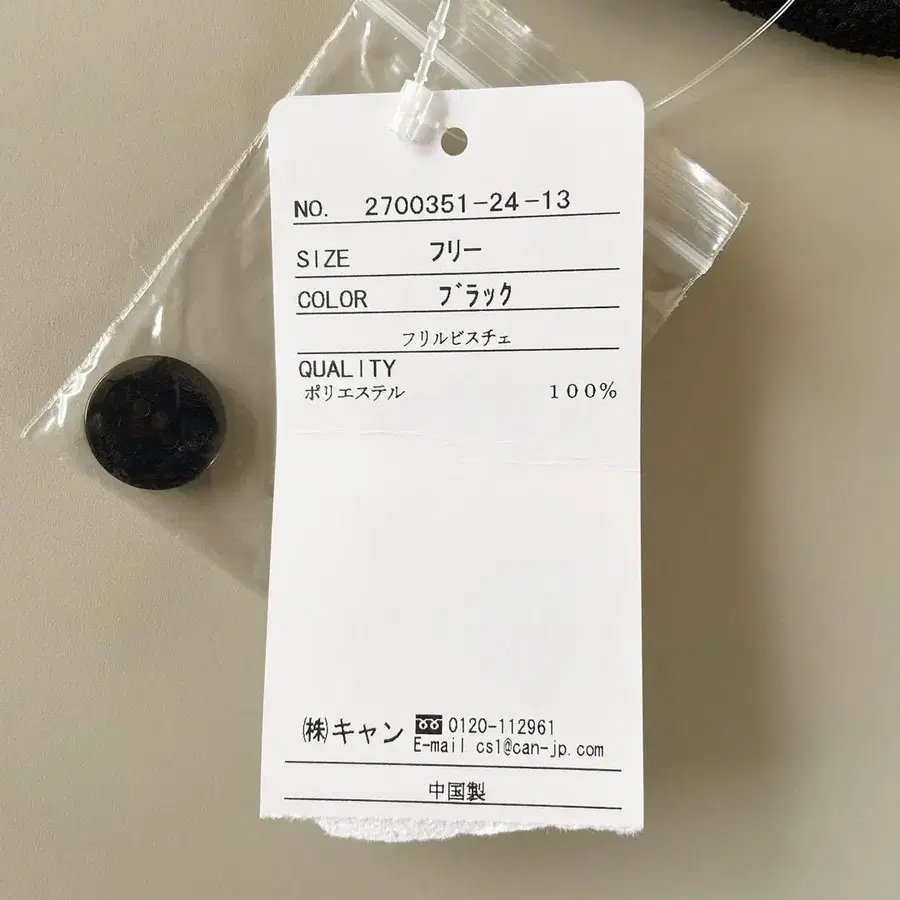 NO. 2700351-24-13
SIZE フリー
COLOR ブラック
フリルビスチェ
QUALITY
ポリエステル 100%
㈱キャン 0120-112961
E-mail cs1@can-jp.com
中国製